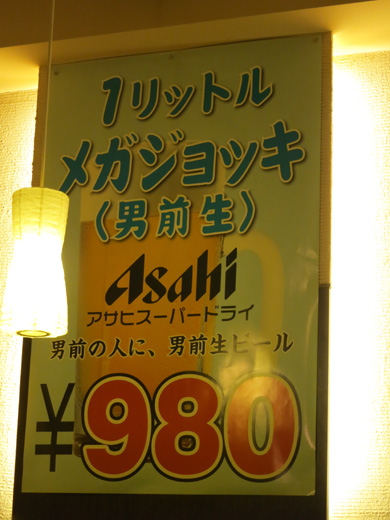 1リットル
メガジョッキ
(男前生)
Asahi
アサヒスーパードライ
男前の人に、男前生ビール
¥980